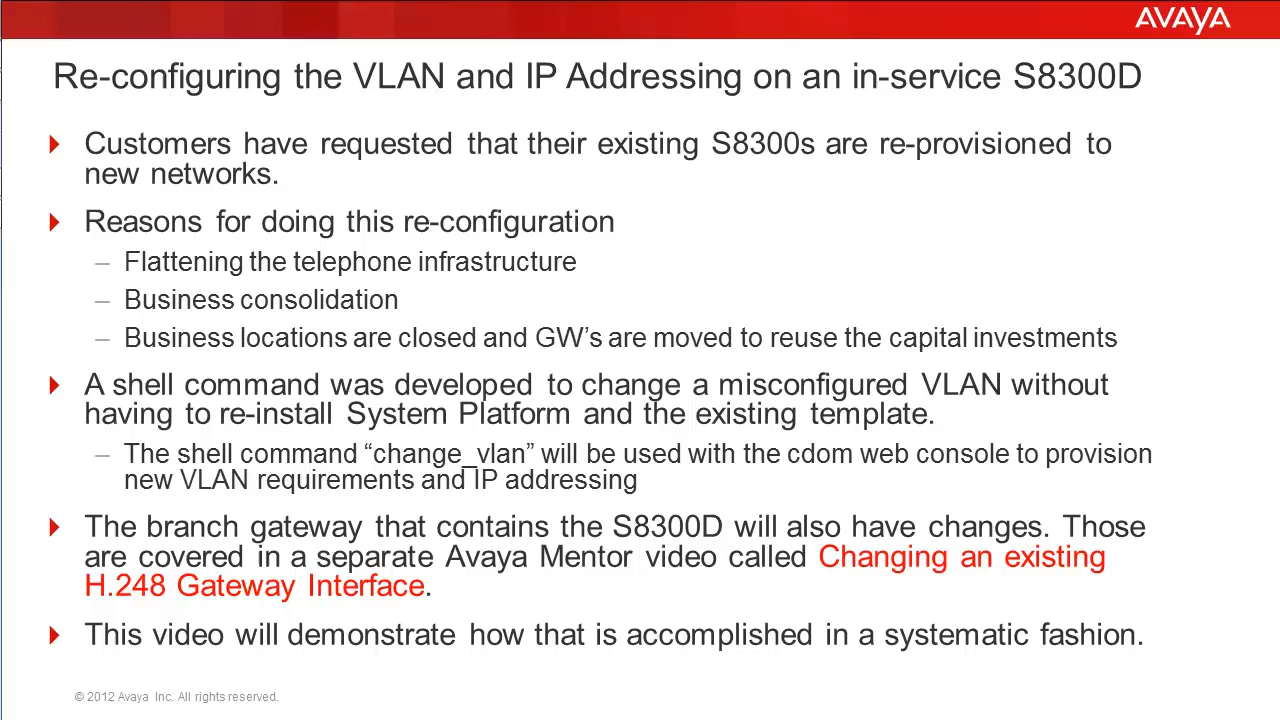 AVAYA
Re-configuring the VLAN and IP Addressing on an in-service S8300D
Customers have requested that their existing S8300s are re-provisioned to
new networks.
Reasons for doing this re-configuration
– Flattening the telephone infrastructure
– Business consolidation
– Business locations are closed and GW's are moved to reuse the capital investments
A shell command was developed to change a misconfigured VLAN without
having to re-install System Platform and the existing template.
– The shell command “change_vlan” will be used with the cdom web console to provision
new VLAN requirements and IP addressing
The branch gateway that contains the S8300D will also have changes. Those
are covered in a separate Avaya Mentor video called Changing an existing
H.248 Gateway Interface.
This video will demonstrate how that is accomplished in a systematic fashion.
© 2012 Avaya Inc. All rights reserved.